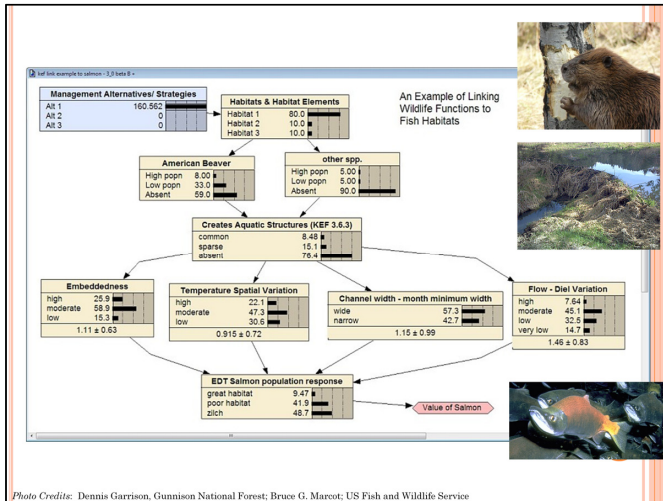 kef link example to salmon - 3_0 beta B
Management Alternatives/ Strategies
Alt 1 160.562
Alt 2 0
Alt 3 0
Habitats & Habitat Elements
Habitat 1 80.0
Habitat 2 10.0
Habitat 3 10.0
An Example of Linking
Wildlife Functions to
Fish Habitats
American Beaver
High popn 8.00
Low popn 33.0
Absent 59.0
other spp.
High popn 5.00
Low popn 5.00
Absent 90.0
Creates Aquatic Structures (KEF 3.6.3)
common 8.48
sparse 15.1
absent 76.4
Embeddedness
high 25.9
moderate 58.9
low 15.3
1.11 ± 0.63
Temperature Spatial Variation
high 22.1
moderate 47.3
low 30.6
0.915 ± 0.72
Channel width - month minimum width
wide 57.3
narrow 42.7
1.15 ± 0.99
Flow - Diel Variation
high 7.64
moderate 45.1
low 32.5
very low 14.7
1.46 ± 0.83
EDT Salmon population response
great habitat 9.47
poor habitat 41.9
zilch 48.7
Value of Salmon
Photo Credits: Dennis Garrison, Gunnison National Forest; Bruce G. Marcot; US Fish and Wildlife Service